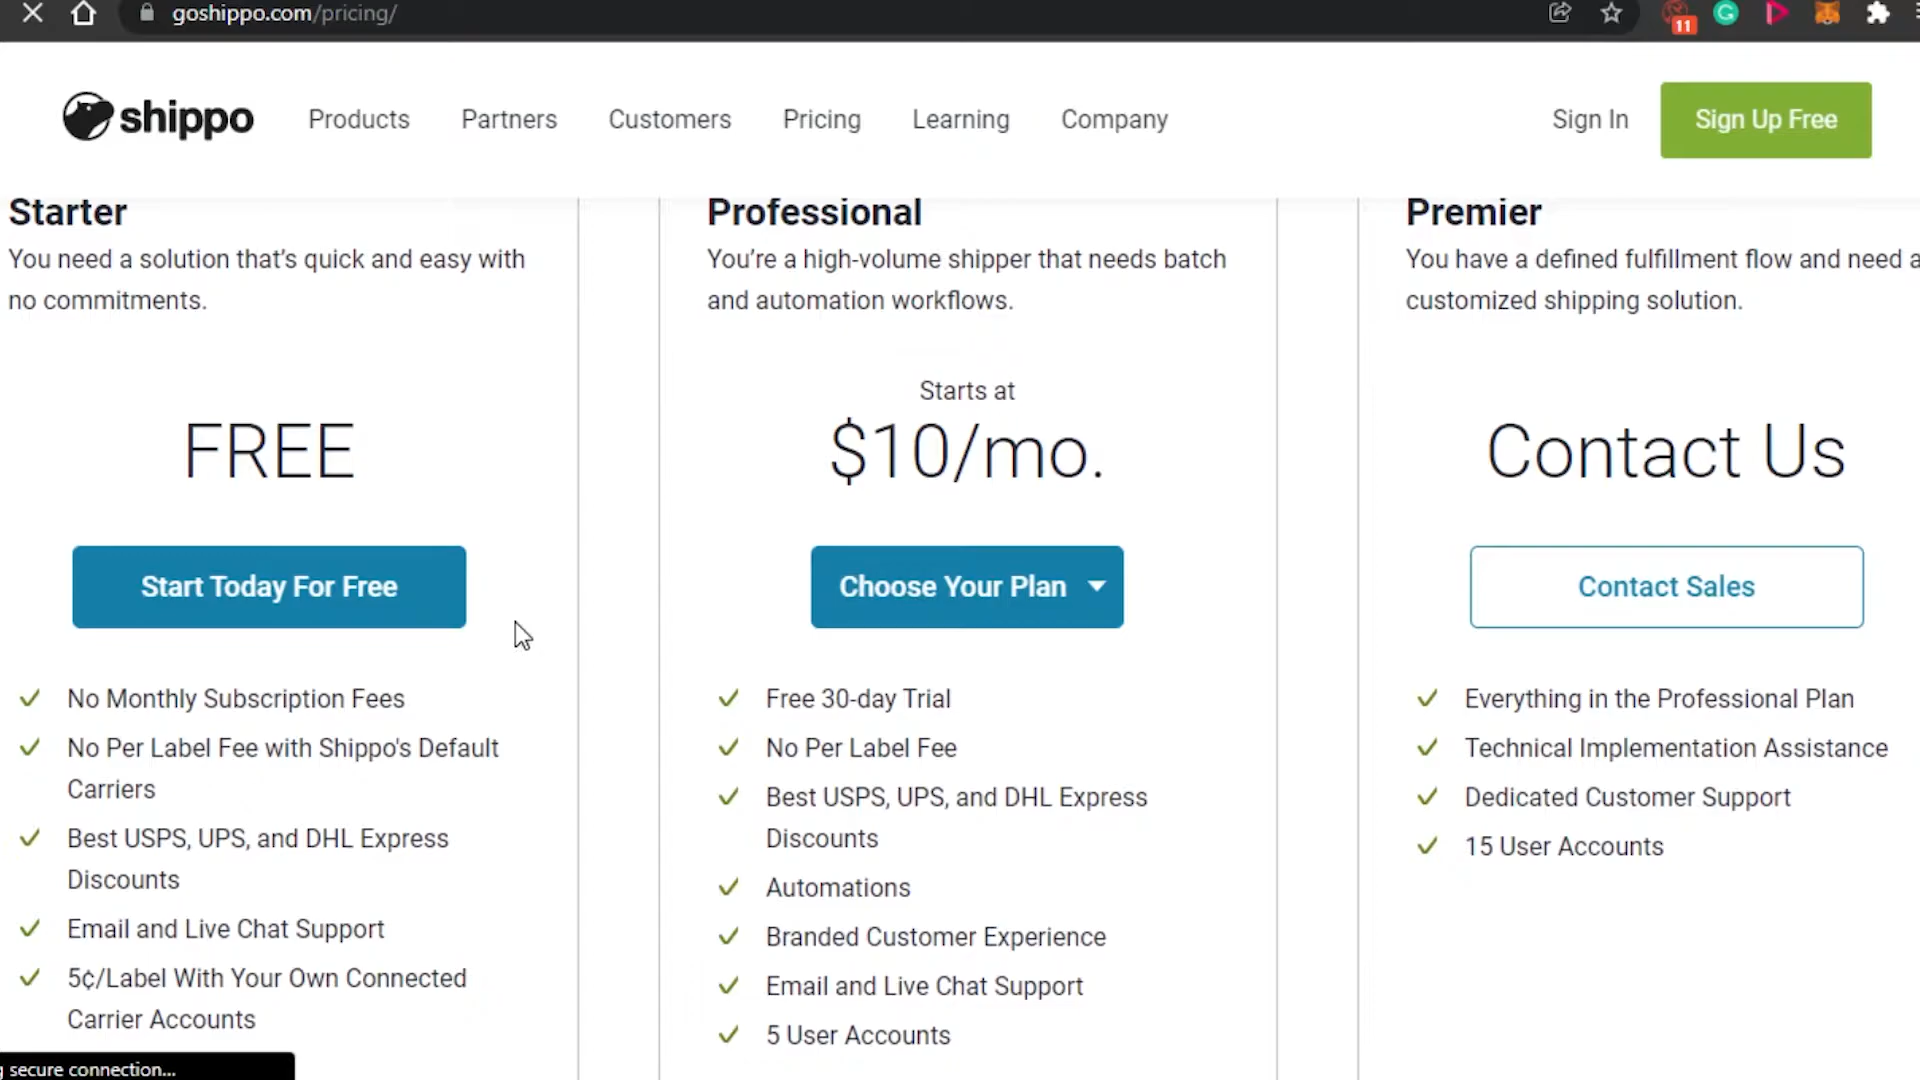 goshippo.com/pricing/
11
shippo
Products
Partners
Customers
Pricing
Learning
Company
Sign In
Sign Up Free
Starter
You need a solution that's quick and easy with
no commitments.
FREE
Start Today For Free
No Monthly Subscription Fees
No Per Label Fee with Shippo's Default
Carriers
Best USPS, UPS, and DHL Express
Discounts
Email and Live Chat Support
5¢/Label With Your Own Connected
Carrier Accounts
Professional
You’re a high-volume shipper that needs batch
and automation workflows.
Starts at
$10/mo.
Choose Your Plan
Free 30-day Trial
No Per Label Fee
Best USPS, UPS, and DHL Express
Discounts
Automations
Branded Customer Experience
Email and Live Chat Support
5 User Accounts
Premier
You have a defined fulfillment flow and need a
customized shipping solution.
Contact Us
Contact Sales
Everything in the Professional Plan
Technical Implementation Assistance
Dedicated Customer Support
15 User Accounts
g secure connection...